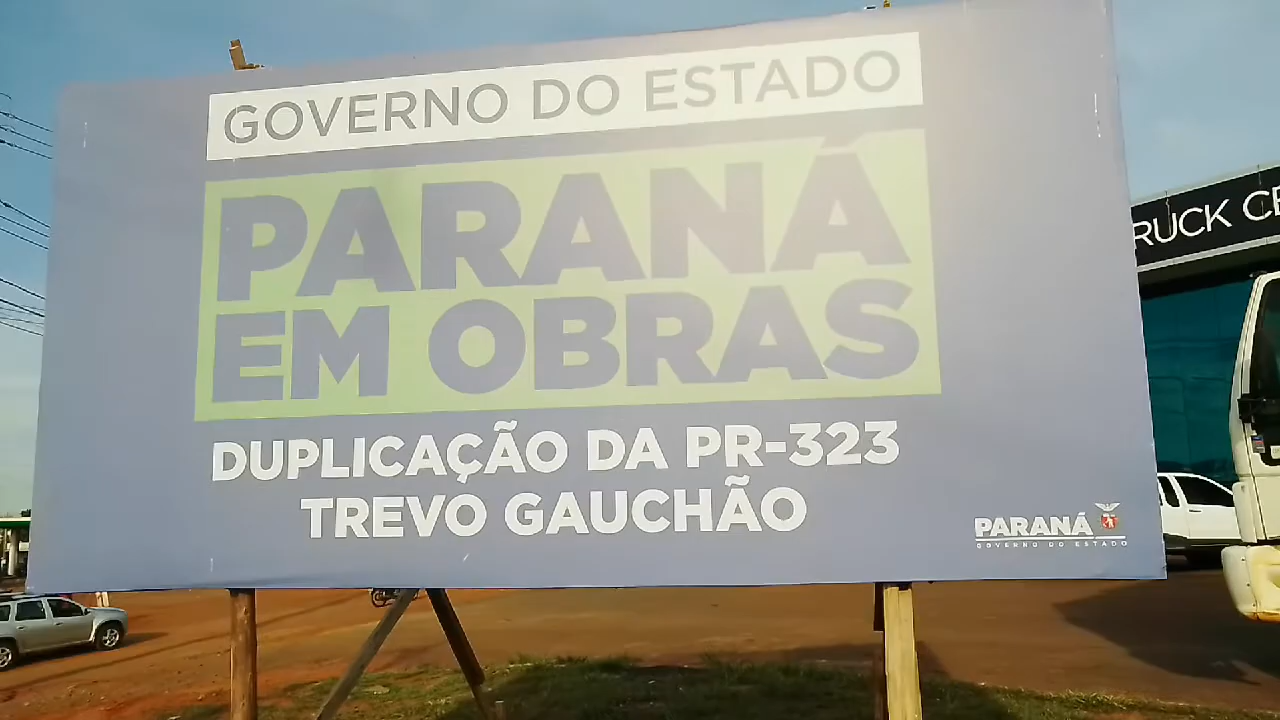 GOVERNO DO ESTADO
PARANÁ
EM OBRAS
DUPLICAÇÃO DA PR-323
TREVO GAUCHÃO
PARANÁ
GOVERNO DO ESTADO
RUCK CE